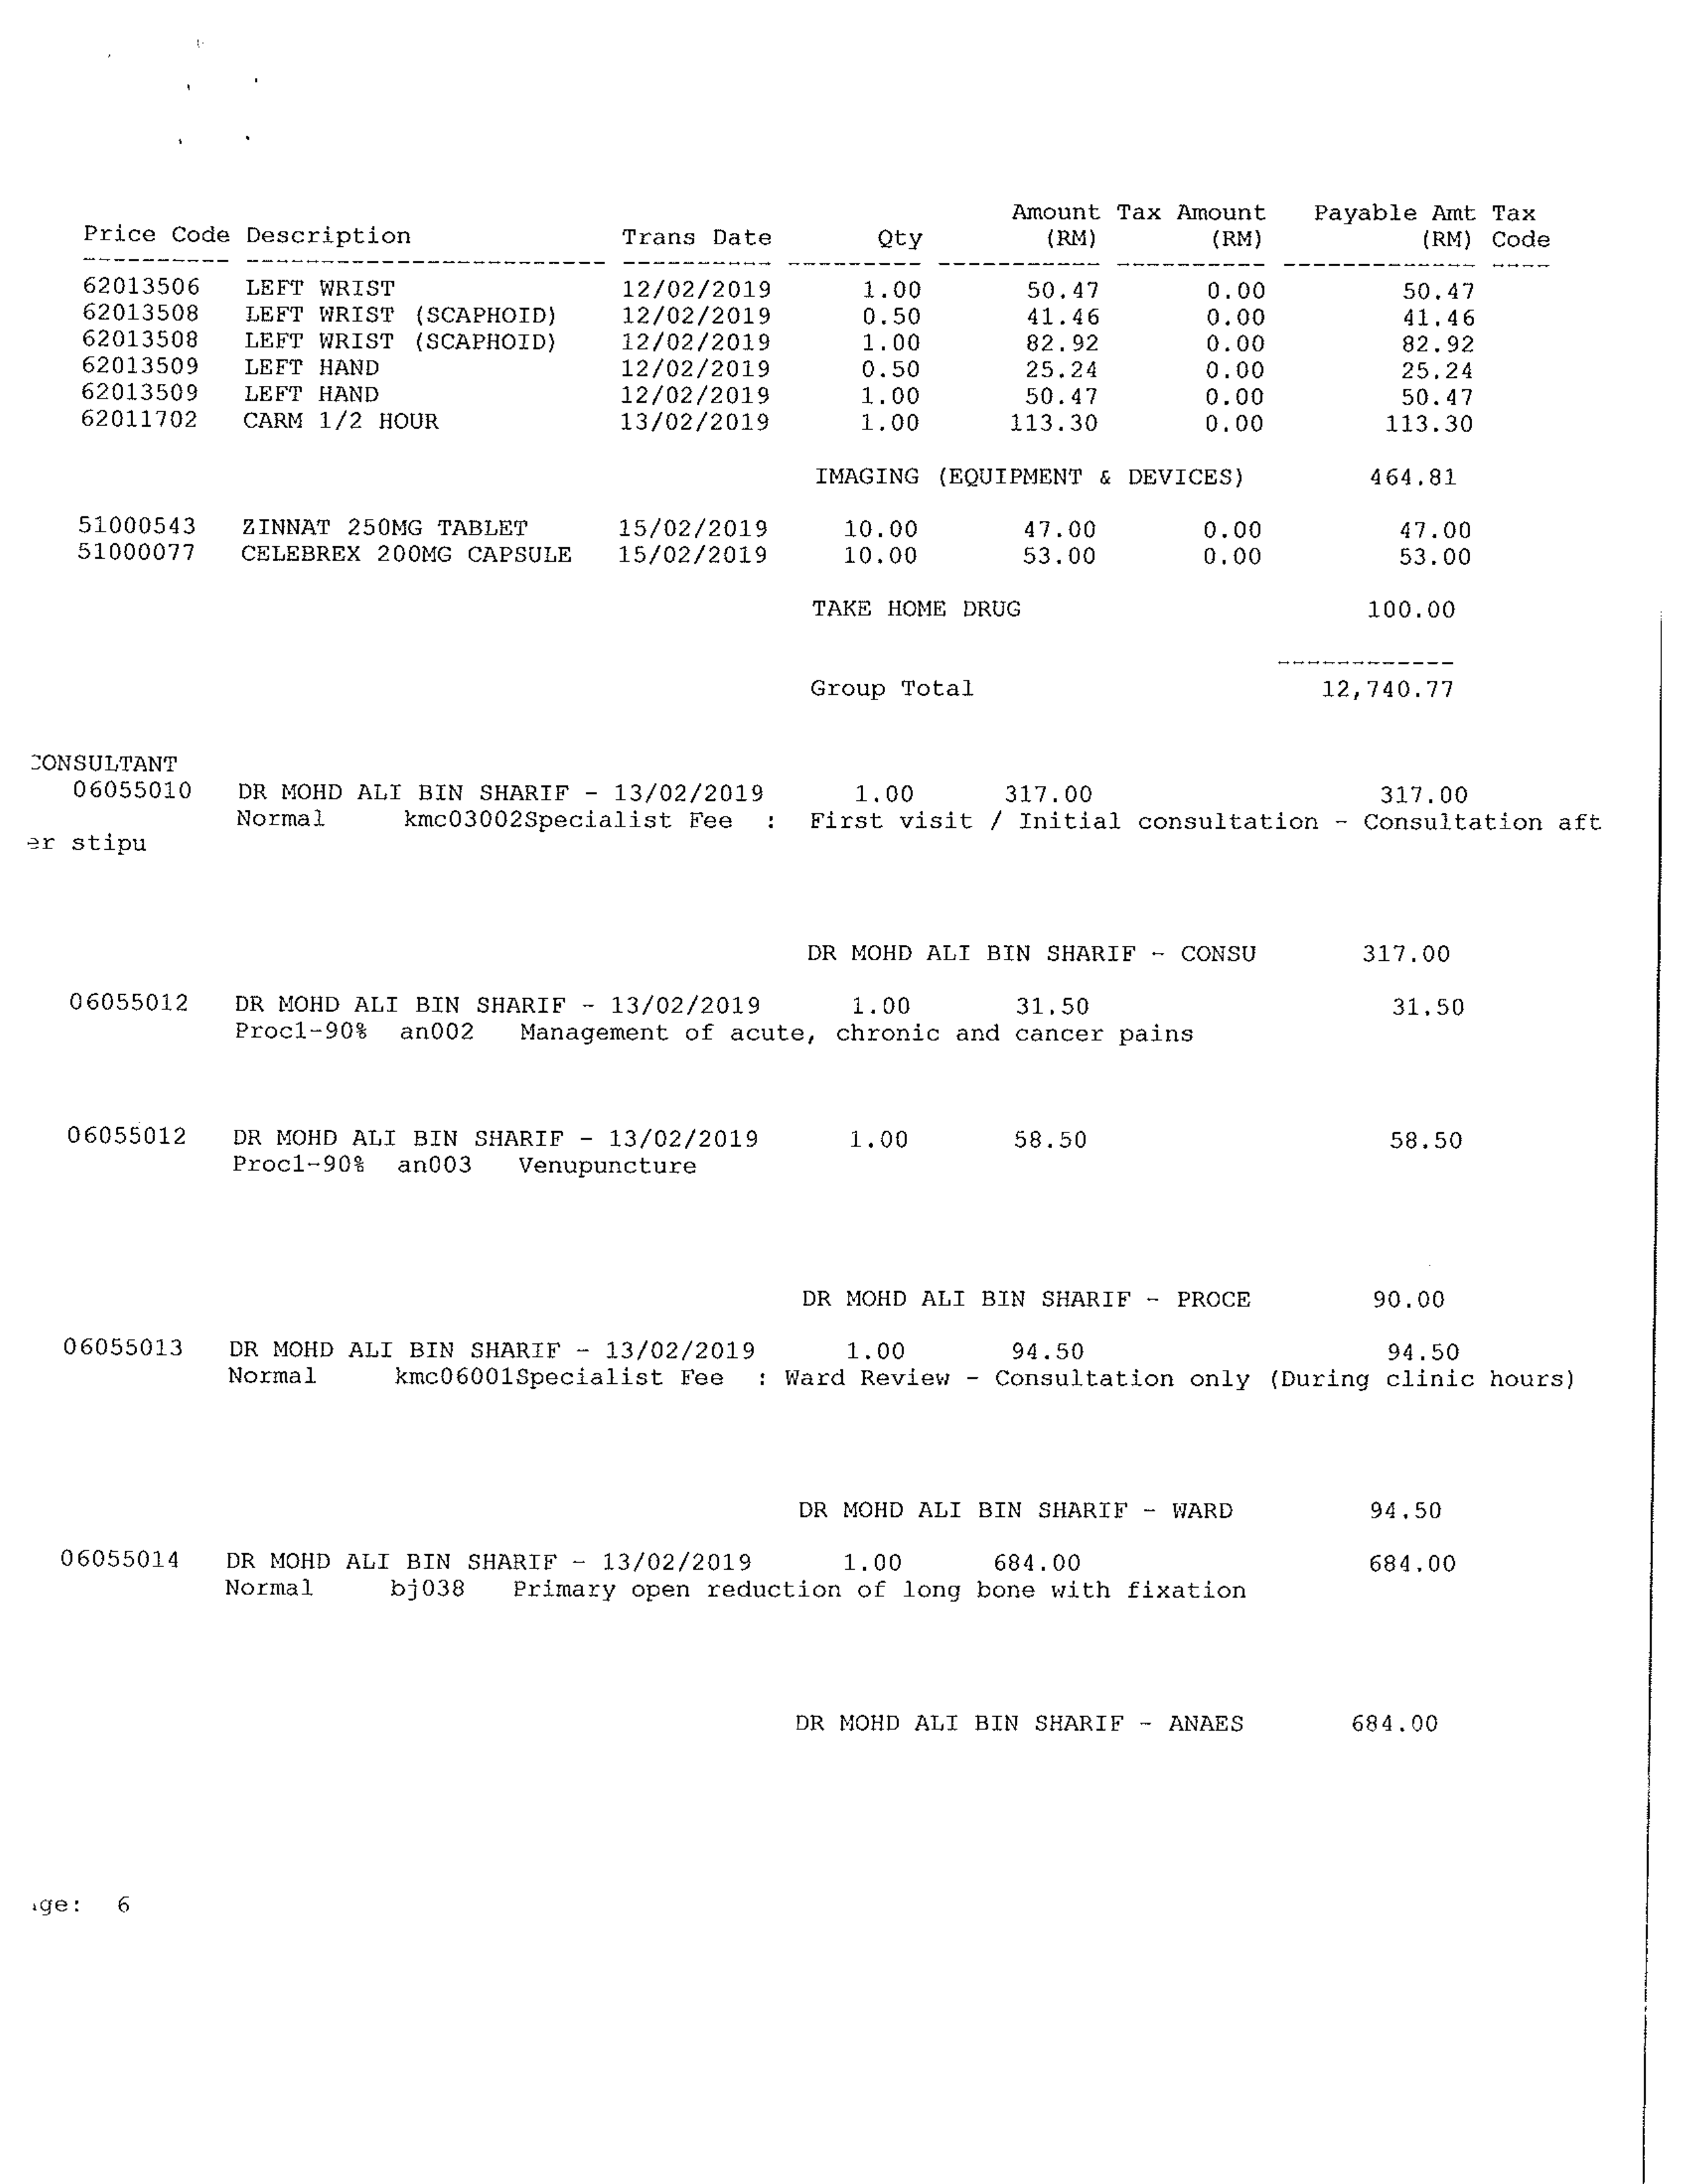 Amount Tax Amount Payable Amt Tax
Price Code Description Trans Date Qty (RM) (RM) (RM) Code
62013506 LEFT WRIST 12/02/2019 1.00 50.47 0.00 50.47
62013508 LEFT WRIST (SCAPHOID) 12/02/2019 0.50 41.46 0.00 41.46
62013508 LEFT WRIST (SCAPHOID) 12/02/2019 1.00 82.92 0.00 82.92
62013509 LEFT HAND 12/02/2019 0.50 25.24 0.00 25.24
62013509 LEFT HAND 12/02/2019 1.00 50.47 0.00 50.47
62011702 CARM 1/2 HOUR 13/02/2019 1.00 113.30 0.00 113.30
IMAGING (EQUIPMENT & DEVICES) 464.81
51000543 ZINNAT 250MG TABLET 15/02/2019 10.00 47.00 0.00 47.00
51000077 CELEBREX 200MG CAPSULE 15/02/2019 10.00 53.00 0.00 53.00
TAKE HOME DRUG 100.00
Group Total 12,740.77
CONSULTANT
06055010 DR MOHD ALI BIN SHARIF - 13/02/2019 1.00 317.00 317.00
Normal kmc03002Specialist Fee : First visit / Initial consultation - Consultation aft
er stipu
DR MOHD ALI BIN SHARIF - CONSU 317.00
06055012 DR MOHD ALI BIN SHARIF - 13/02/2019 1.00 31.50 31.50
Proc1-90% an002 Management of acute, chronic and cancer pains
06055012 DR MOHD ALI BIN SHARIF - 13/02/2019 1.00 58.50 58.50
Proc1-90% an003 Venupuncture
DR MOHD ALI BIN SHARIF - PROCE 90.00
06055013 DR MOHD ALI BIN SHARIF - 13/02/2019 1.00 94.50 94.50
Normal kmc06001Specialist Fee : Ward Review - Consultation only (During clinic hours)
DR MOHD ALI BIN SHARIF - WARD 94.50
06055014 DR MOHD ALI BIN SHARIF - 13/02/2019 1.00 684.00 684.00
Normal bj038 Primary open reduction of long bone with fixation
DR MOHD ALI BIN SHARIF - ANAES 684.00
ge: 6